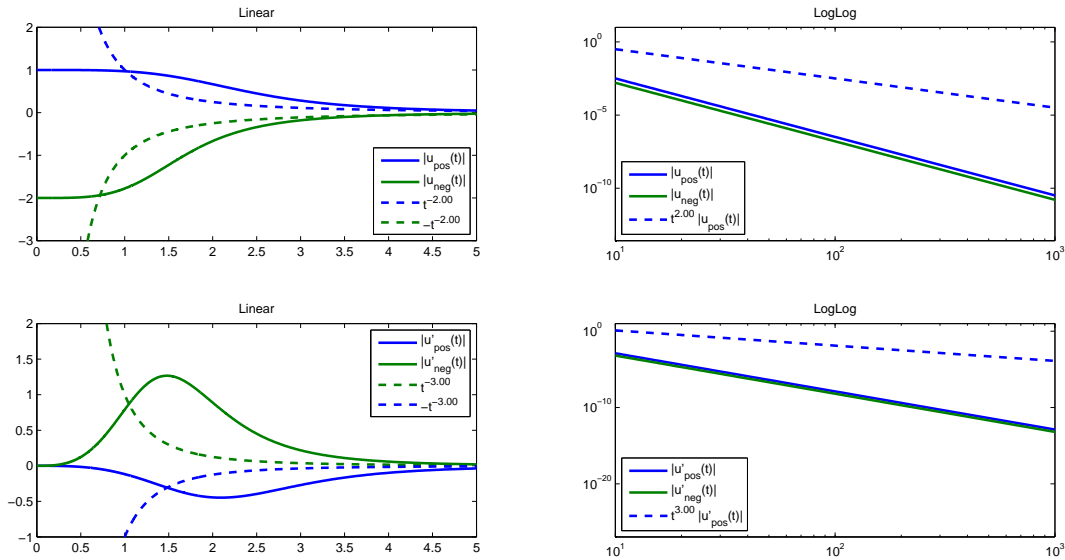 Linear
2
1
0
−1
−2
−3
0 0.5 1 1.5 2 2.5 3 3.5 4 4.5 5
|u_pos(t)|
|u_neg(t)|
t^−2.00
−t^−2.00
LogLog
10^0
10^−5
10^−10
10^1 10^2 10^3
|u_pos(t)|
|u_neg(t)|
t^2.00 |u_pos(t)|
Linear
2
1.5
1
0.5
0
−0.5
−1
0 0.5 1 1.5 2 2.5 3 3.5 4 4.5 5
|u'_pos(t)|
|u'_neg(t)|
t^−3.00
−t^−3.00
LogLog
10^0
10^−10
10^−20
10^1 10^2 10^3
|u'_pos(t)|
|u'_neg(t)|
t^3.00 |u'_pos(t)|